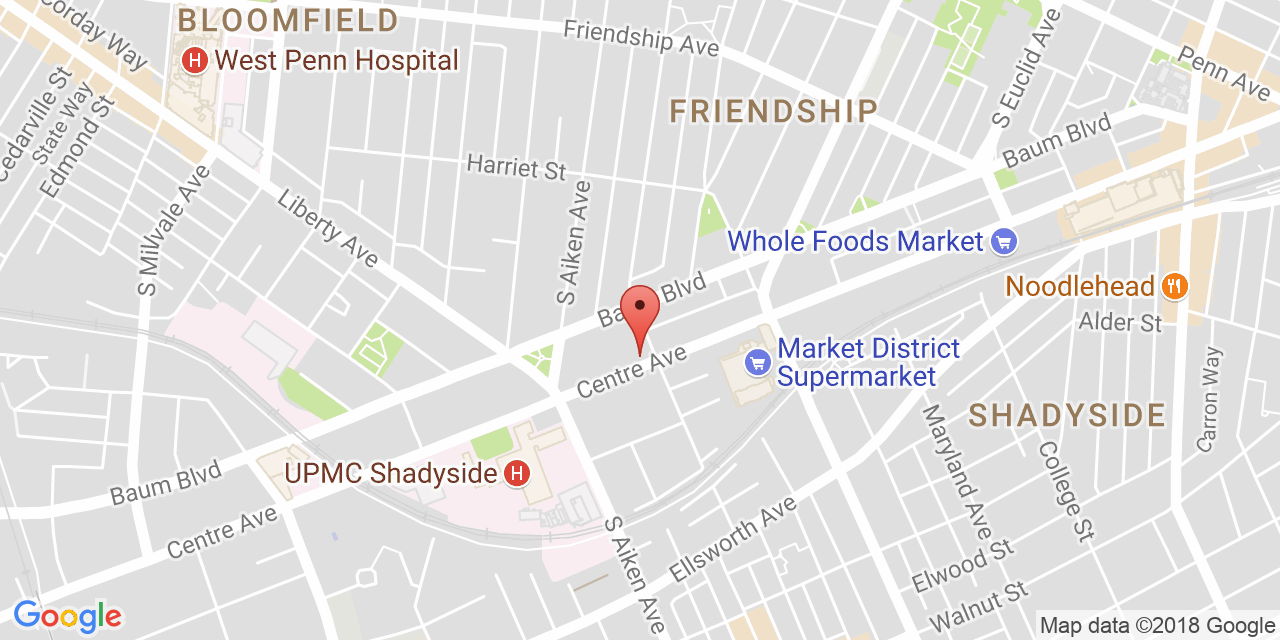 BLOOMFIELD
Corday Way
H
West Penn Hospital
Friendship Ave
S Euclid Ave
Penn Ave
Cedarville St
State Way
Edmond St
FRIENDSHIP
Baum Blvd
Harriet St
S Millvale Ave
Liberty Ave
S Aiken Ave
Whole Foods Market
Noodlehead
Blvd
Alder St
Market District
Supermarket
Centre Ave
SHADYSIDE
Carron Way
Maryland Ave
College St
UPMC Shadyside
H
Baum Blvd
Centre Ave
S Aiken Ave
Ellsworth Ave
Elwood St
Walnut St
Google
Map data ©2018 Google